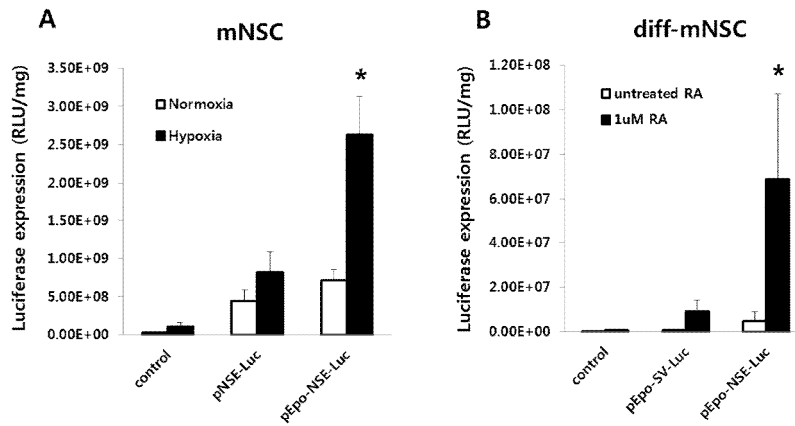 A
mNSC
Luciferase expression (RLU/mg)
3.50E+09
3.00E+09
2.50E+09
2.00E+09
1.50E+09
1.00E+09
5.00E+08
0.00E+00
Normoxia
Hypoxia
*
control
pNSE-Luc
pEpo-NSE-Luc
B
diff-mNSC
Luciferase expression (RLU/mg)
1.20E+08
1.00E+08
8.00E+07
6.00E+07
4.00E+07
2.00E+07
0.00E+00
untreated RA
1uM RA
*
control
pEpo-SV-Luc
pEpo-NSE-Luc